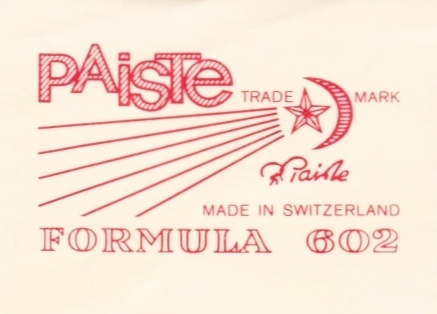 PAiSTe
TRADE MARK
Paiste
MADE IN SWITZERLAND
FORMULA 602